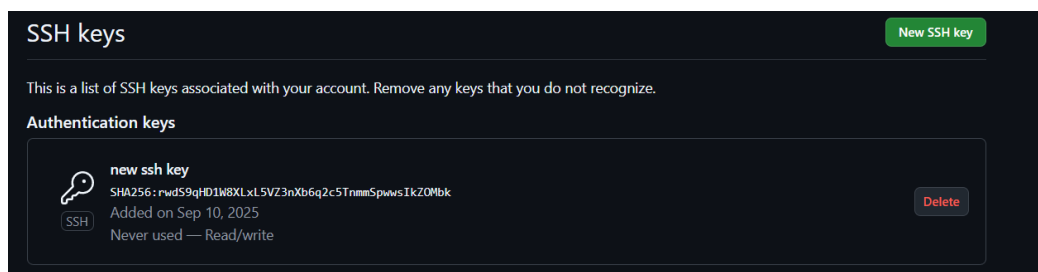 SSH keys
New SSH key
This is a list of SSH keys associated with your account. Remove any keys that you do not recognize.
Authentication keys
new ssh key
SHA256:rwdS9qHD1W8XLxL5VZ3nXb6q2c5TnmmSpwwsIkZOMbk
Added on Sep 10, 2025
SSH
Delete
Never used — Read/write